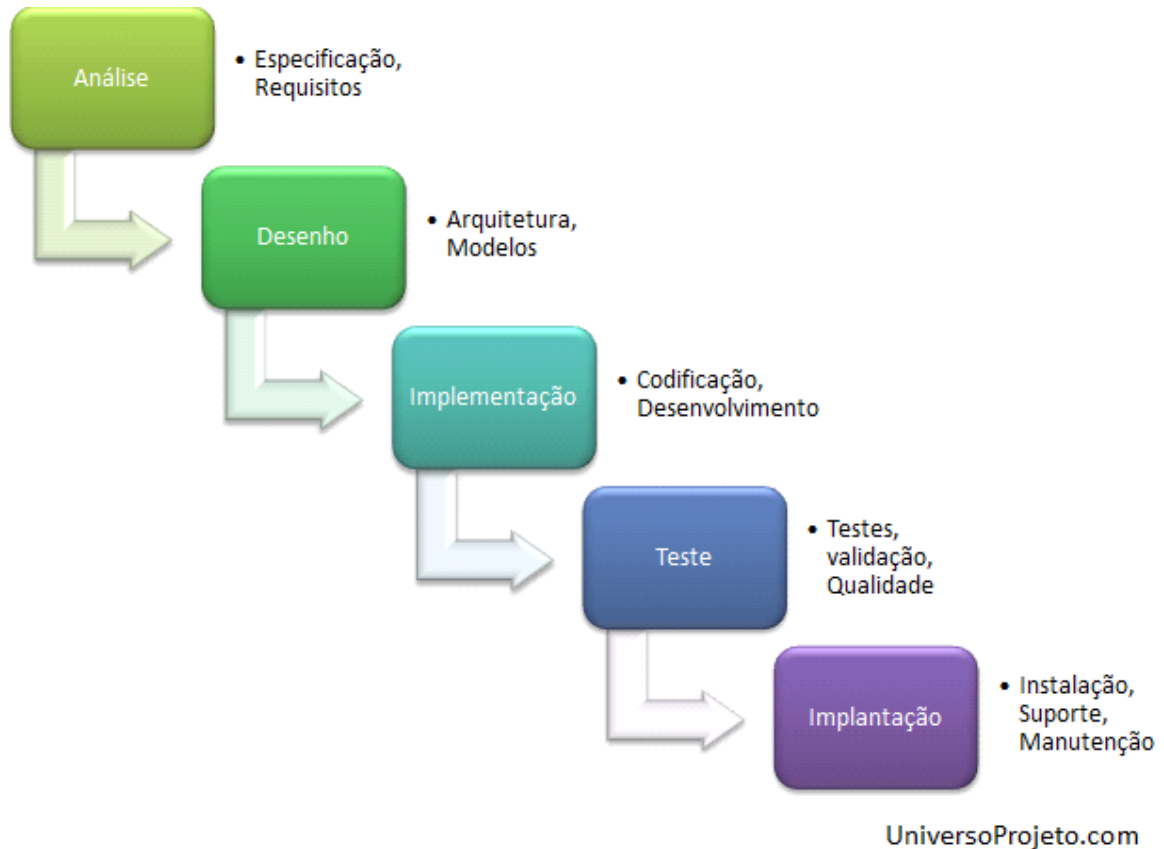 Análise
• Especificação,
Requisitos
Desenho
• Arquitetura,
Modelos
Implementação
• Codificação,
Desenvolvimento
Teste
• Testes,
validação,
Qualidade
Implantação
• Instalação,
Suporte,
Manutenção
UniversoProjeto.com